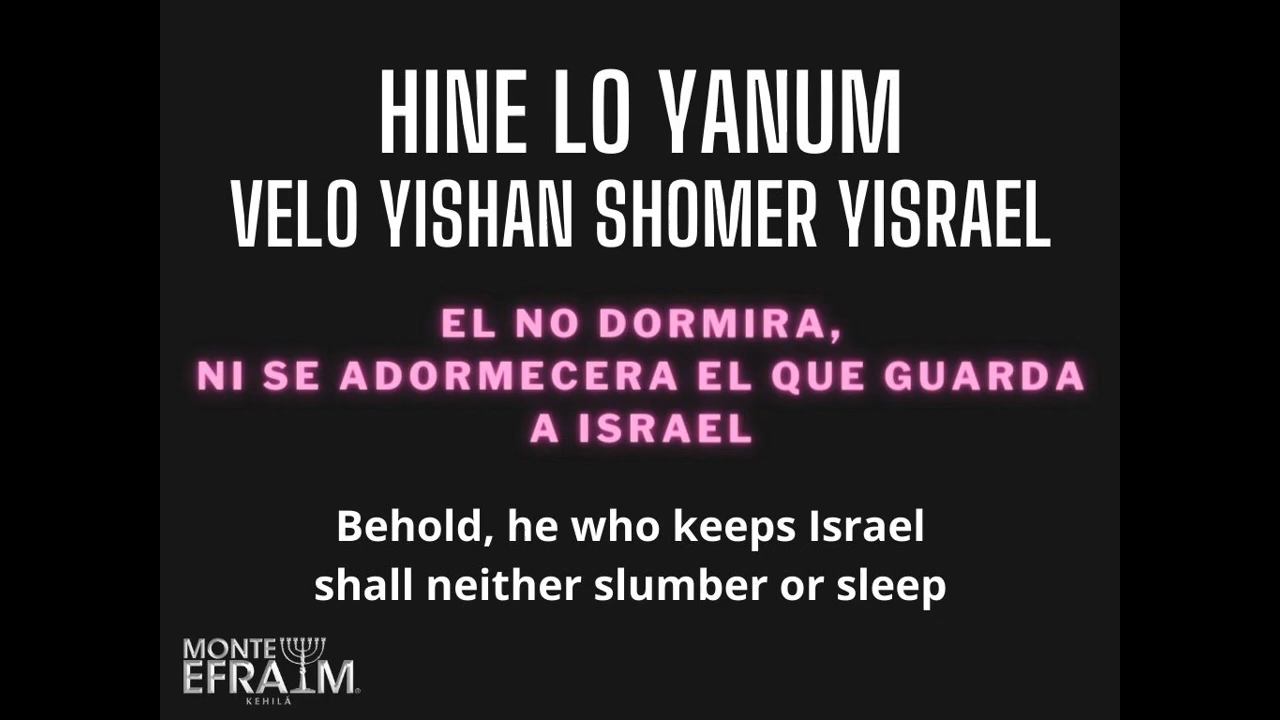 HINE LO YANUM
VELO YISHAN SHOMER YISRAEL
EL NO DORMIRA,
NI SE ADORMECERA EL QUE GUARDA
A ISRAEL
Behold, he who keeps Israel
shall neither slumber or sleep
MONTE
EFRAIM®
KEHILÁ